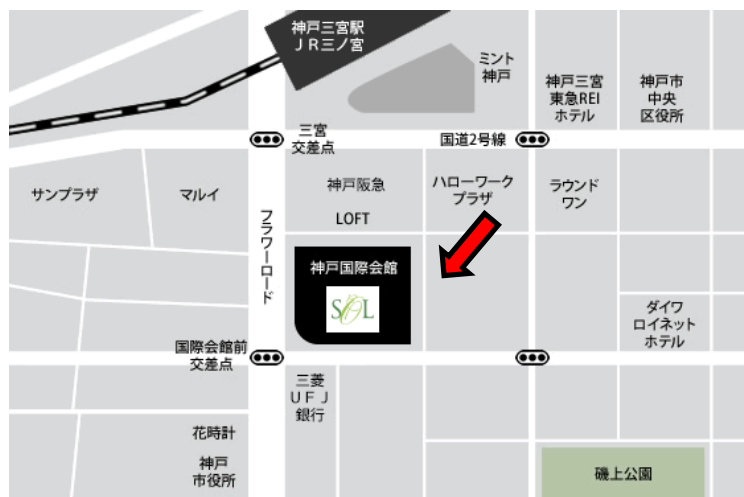 神戸三宮駅
JR三ノ宮
ミント
神戸
神戸三宮
東急REI
ホテル
神戸市
中央
区役所
三宮
交差点
国道2号線
サンプラザ
マルイ
フラワーロード
神戸阪急
LOFT
ハローワーク
プラザ
ラウンド
ワン
神戸国際会館
SOL
ダイワ
ロイネット
ホテル
国際会館前
交差点
三菱
UFJ
銀行
花時計
神戸
市役所
磯上公園